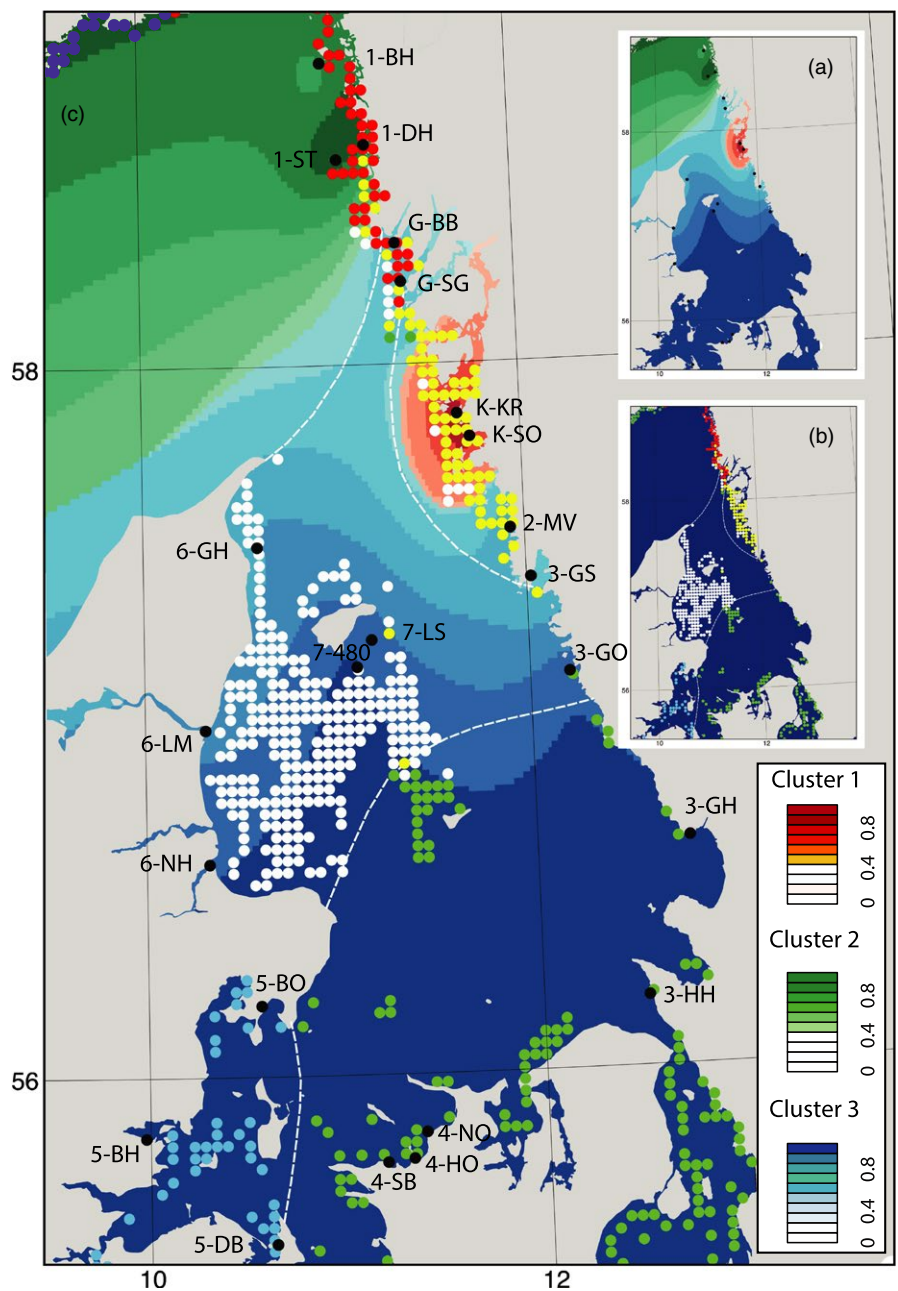 (c)
1-BH
1-DH
1-ST
G-BB
G-SG
58
K-KR
K-SO
2-MV
6-GH
3-GS
7-LS
7-480
3-GO
6-LM
3-GH
6-NH
5-BO
3-HH
56
5-BH
4-NO
4-HO
4-SB
5-DB
10
12
(a)
58
56
10
12
(b)
58
56
10
12
Cluster 1
0.8
0.4
0
Cluster 2
0.8
0.4
0
Cluster 3
0.8
0.4
0